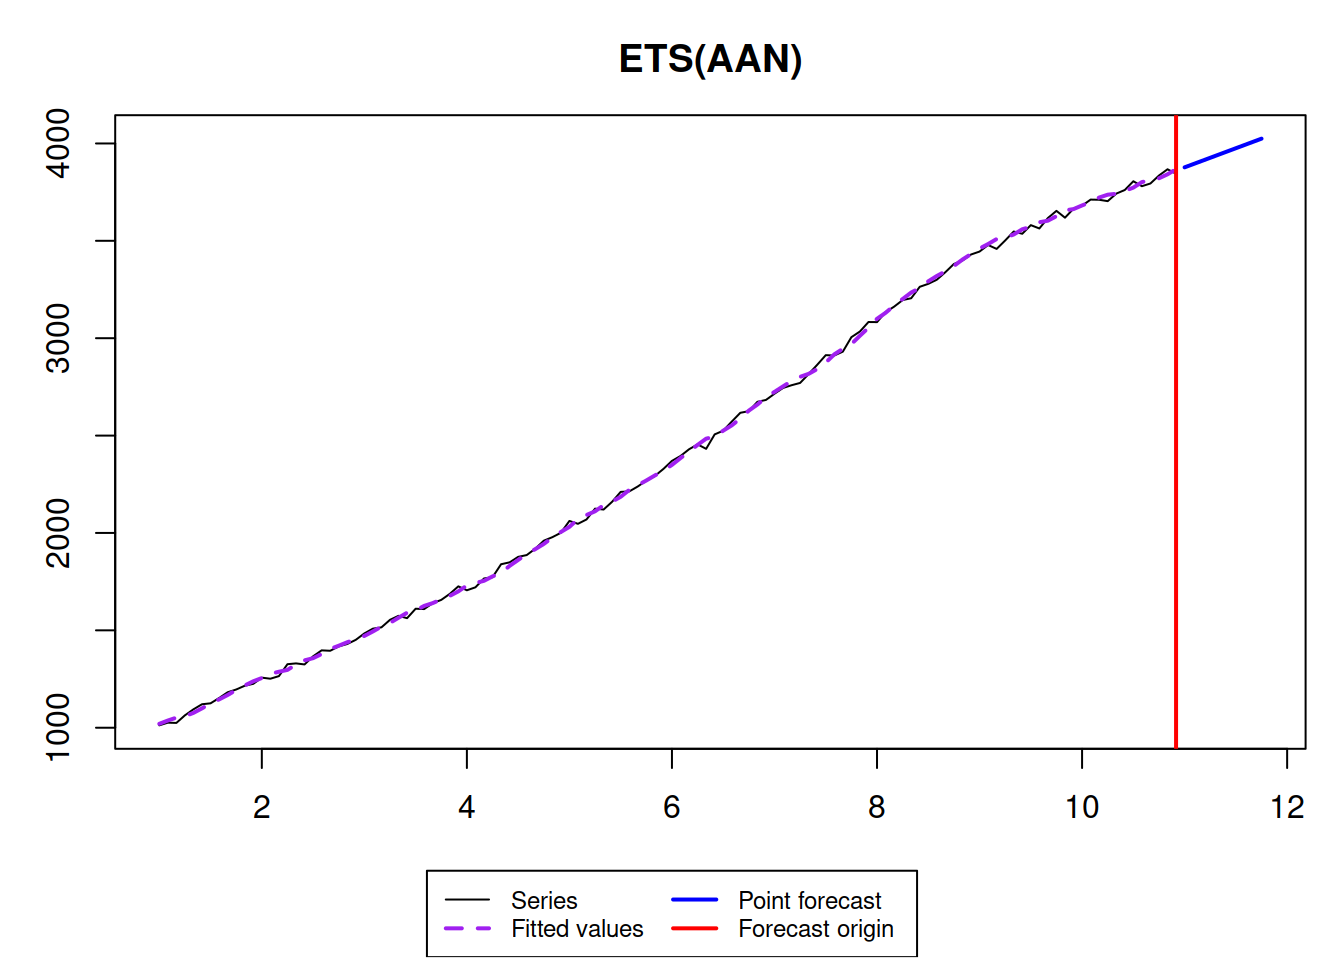 ETS(AAN)
4000
3000
2000
1000
2 4 6 8 10 12
Series Point forecast
Fitted values Forecast origin